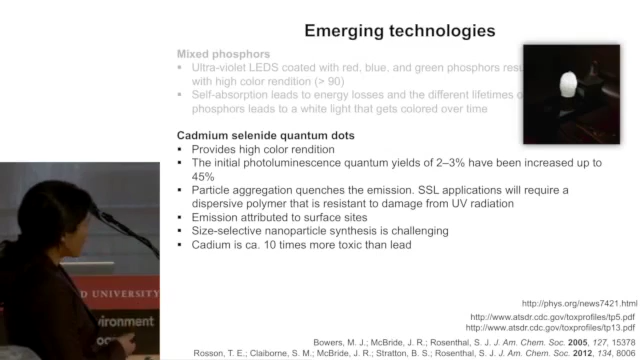 Emerging technologies
Mixed phosphors
▪ Ultra-violet LEDS coated with red, blue, and green phosphors
with high color rendition (> 90)
▪ Self-absorption leads to energy losses and the different lifetimes
phosphors leads to a white light that gets colored over time
Cadmium selenide quantum dots
▪ Provides high color rendition
▪ The initial photoluminescence quantum yields of 2–3% have been increased up to
45%
▪ Particle aggregation quenches the emission. SSL applications will require a
dispersive polymer that is resistant to damage from UV radiation
▪ Emission attributed to surface sites
▪ Size-selective nanoparticle synthesis is challenging
▪ Cadium is ca. 10 times more toxic than lead
D UNIVERSITY
http://phys.org/news7421.html
http://www.atsdr.cdc.gov/toxprofiles/tp5.pdf
http://www.atsdr.cdc.gov/toxprofiles/tp13.pdf
Bowers, M. J.; McBride, J. R.; Rosenthal, S. J. J. Am. Chem. Soc. 2005, 127, 15378
Rosson, T. E.; Claiborne, S. M.; McBride, J. R.; Stratton, B. S.; Rosenthal, S. J. J. Am. Chem. Soc. 2012, 134, 8006